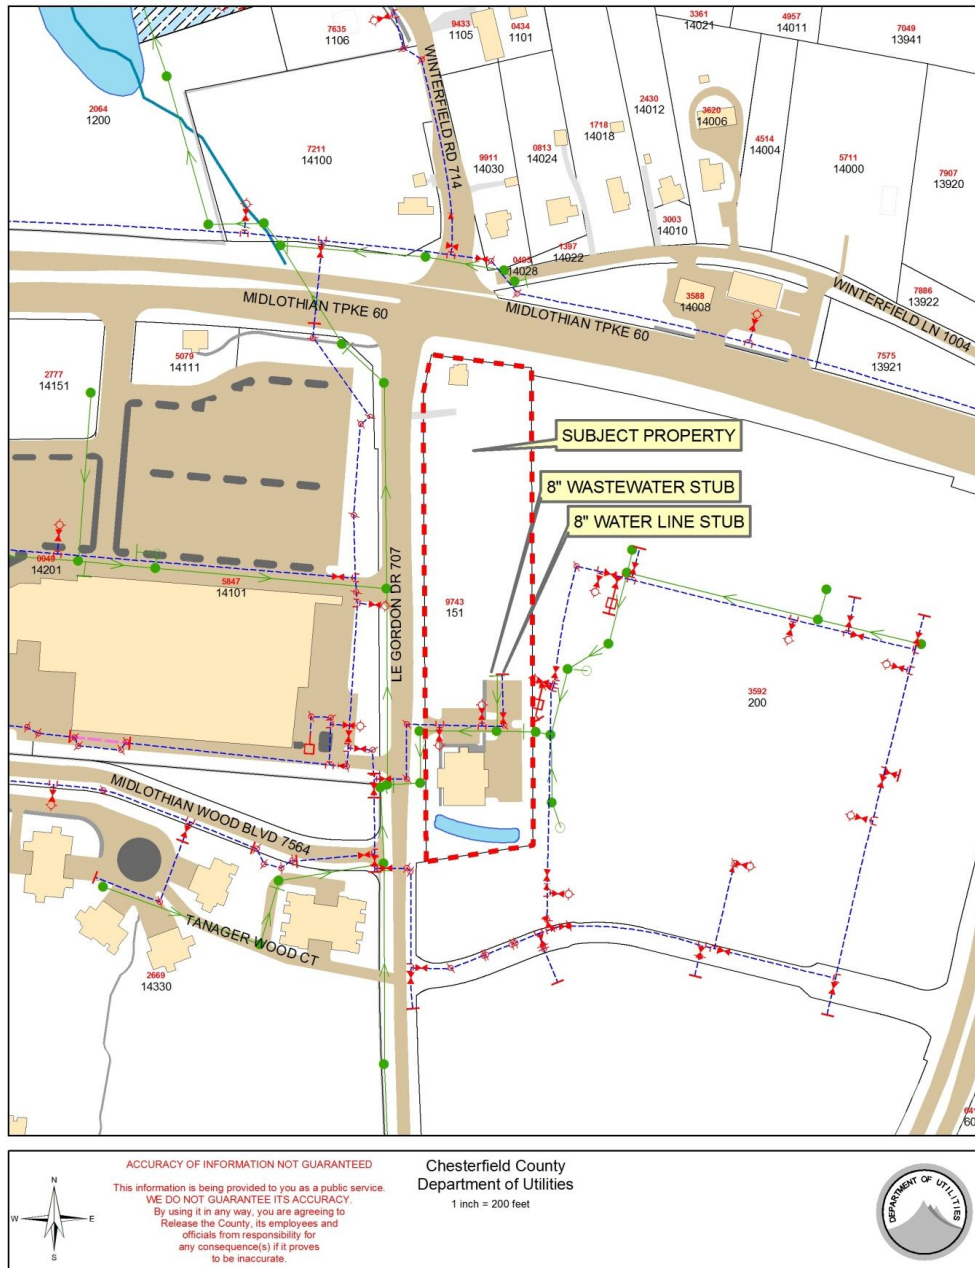 7635
1106
9433
1105
0434
1101
3361
14021
4957
14011
7049
13941
2064
1200
7211
14100
WINTERFIELD RD 714
9911
14030
0813
14024
1718
14018
2430
14012
3620
14006
4514
14004
5711
14000
7907
13920
3003
14010
1397
14022
0493
14028
MIDLOTHIAN TPKE 60
MIDLOTHIAN TPKE 60
3588
14008
WINTERFIELD LN 1004
7886
13922
7575
13921
2777
14151
5079
14111
SUBJECT PROPERTY
8" WASTEWATER STUB
8" WATER LINE STUB
14201
5847
14101
LE GORDON DR 707
9743
151
3592
200
MIDLOTHIAN WOOD BLVD 7564
TANAGER WOOD CT
2669
14330
60
ACCURACY OF INFORMATION NOT GUARANTEED
This information is being provided to you as a public service.
WE DO NOT GUARANTEE ITS ACCURACY.
By using it in any way, you are agreeing to
Release the County, its employees and
officials from responsibility for
any consequence(s) if it proves
to be inaccurate.
N
W
E
S
Chesterfield County
Department of Utilities
1 inch = 200 feet
DEPARTMENT OF UTILITIES